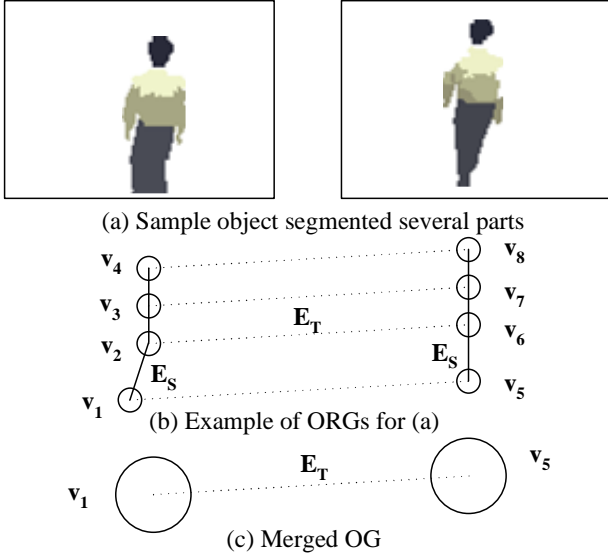 (a) Sample object segmented several parts
v4
v3
v2
v1
ES
ET
ES
v8
v7
v6
v5
(b) Example of ORGs for (a)
v1
ET
v5
(c) Merged OG